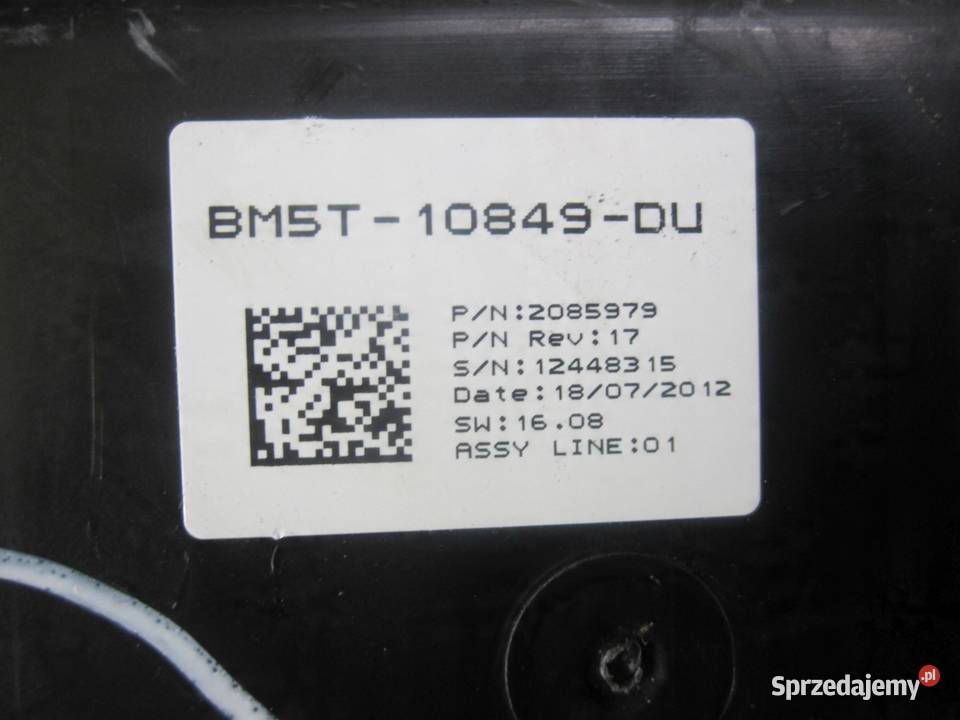 BM5T-10849-DU
P/N:2085979
P/N Rev:17
S/N:12448315
Date:18/07/2012
SW:16.08
ASSY LINE:01
Sprzedajemy.pl